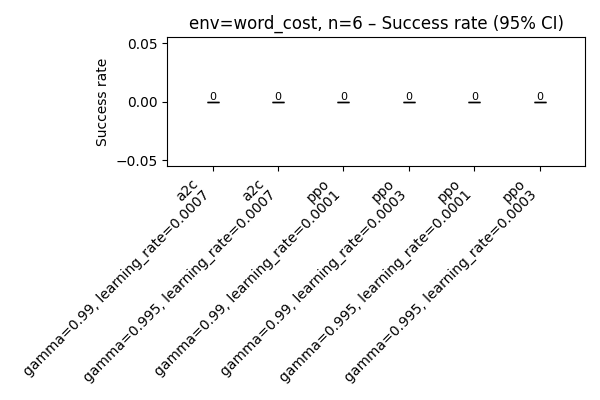 env=word_cost, n=6 – Success rate (95% CI)
Success rate
0.05
0.00
−0.05
0
0
0
0
0
0
a2c
gamma=0.99, learning_rate=0.0007
a2c
gamma=0.995, learning_rate=0.0007
ppo
gamma=0.99, learning_rate=0.0001
ppo
gamma=0.99, learning_rate=0.0003
ppo
gamma=0.995, learning_rate=0.0001
ppo
gamma=0.995, learning_rate=0.0003